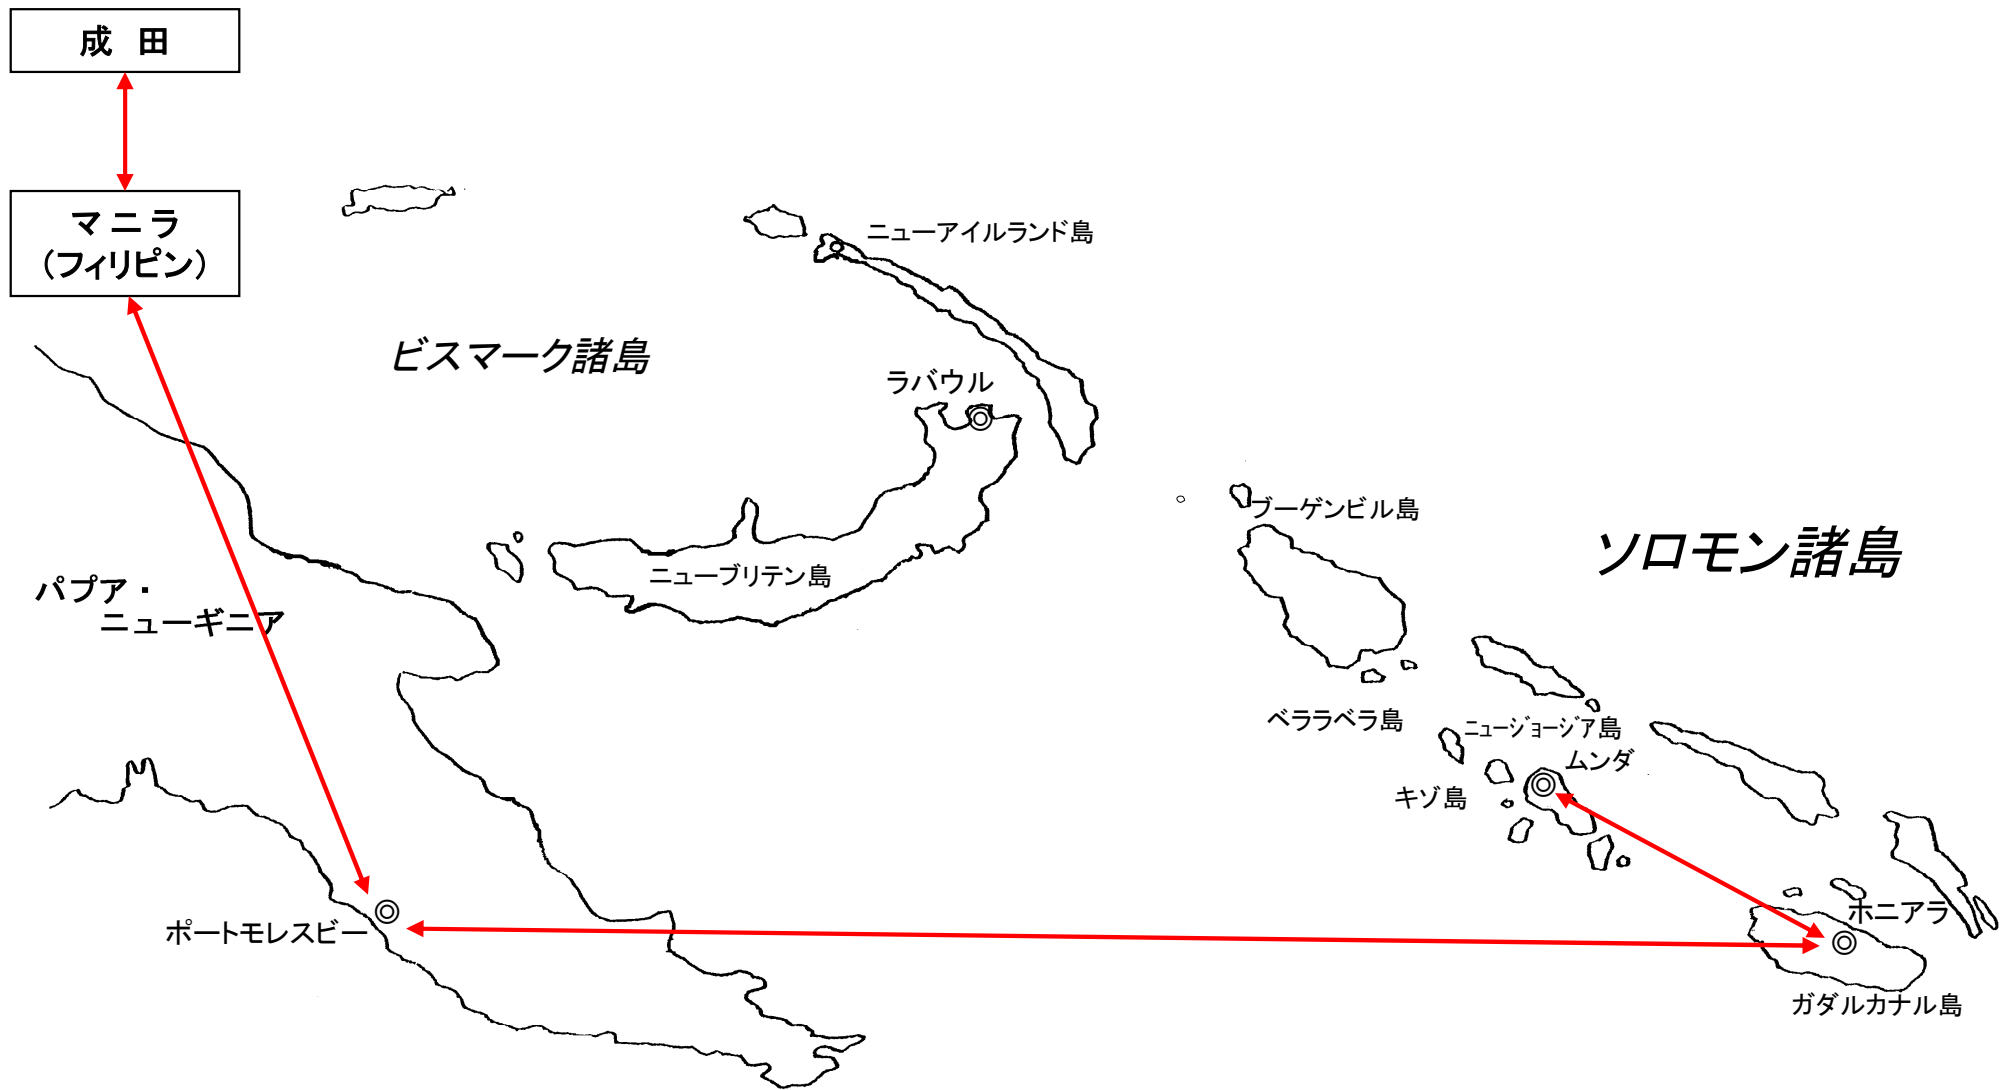 成 田
マ ニ ラ
（フィリピン）
ニューアイルランド島
ビスマーク諸島
ラバウル
ブーゲンビル島
ソロモン諸島
ニューブリテン島
パプア・
ニューギニア
ベララベラ島
ニュージョージア島
ムンダ
キゾ島
ホニアラ
ポートモレスビー
ガダルカナル島